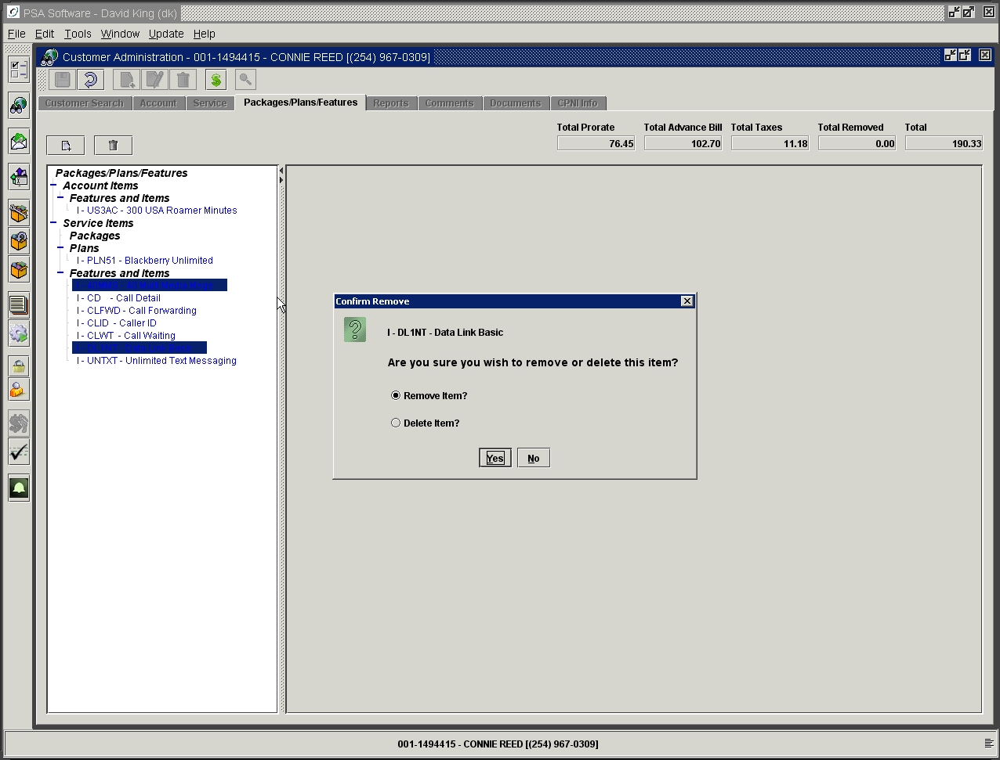 PSA Software - David King (dk)
File Edit Tools Window Update Help
Customer Administration - 001-1494415 - CONNIE REED [(254) 967-0309]
Customer Search Account Service Packages/Plans/Features Reports Comments Documents CPNI Info
Total Prorate Total Advance Bill Total Taxes Total Removed Total
76.45 102.70 11.18 0.00 190.33
Packages/Plans/Features
Account Items
Features and Items
I - US3AC - 300 USA Roamer Minutes
Service Items
Packages
Plans
I - PLN51 - Blackberry Unlimited
Features and Items
I - CD - Call Detail
I - CLFWD - Call Forwarding
I - CLID - Caller ID
I - CLWT - Call Waiting
I - DL1NT - Data Link Basic
I - UNTXT - Unlimited Text Messaging
Confirm Remove
I - DL1NT - Data Link Basic
Are you sure you wish to remove or delete this item?
Remove Item?
Delete Item?
Yes No
001-1494415 - CONNIE REED [(254) 967-0309]